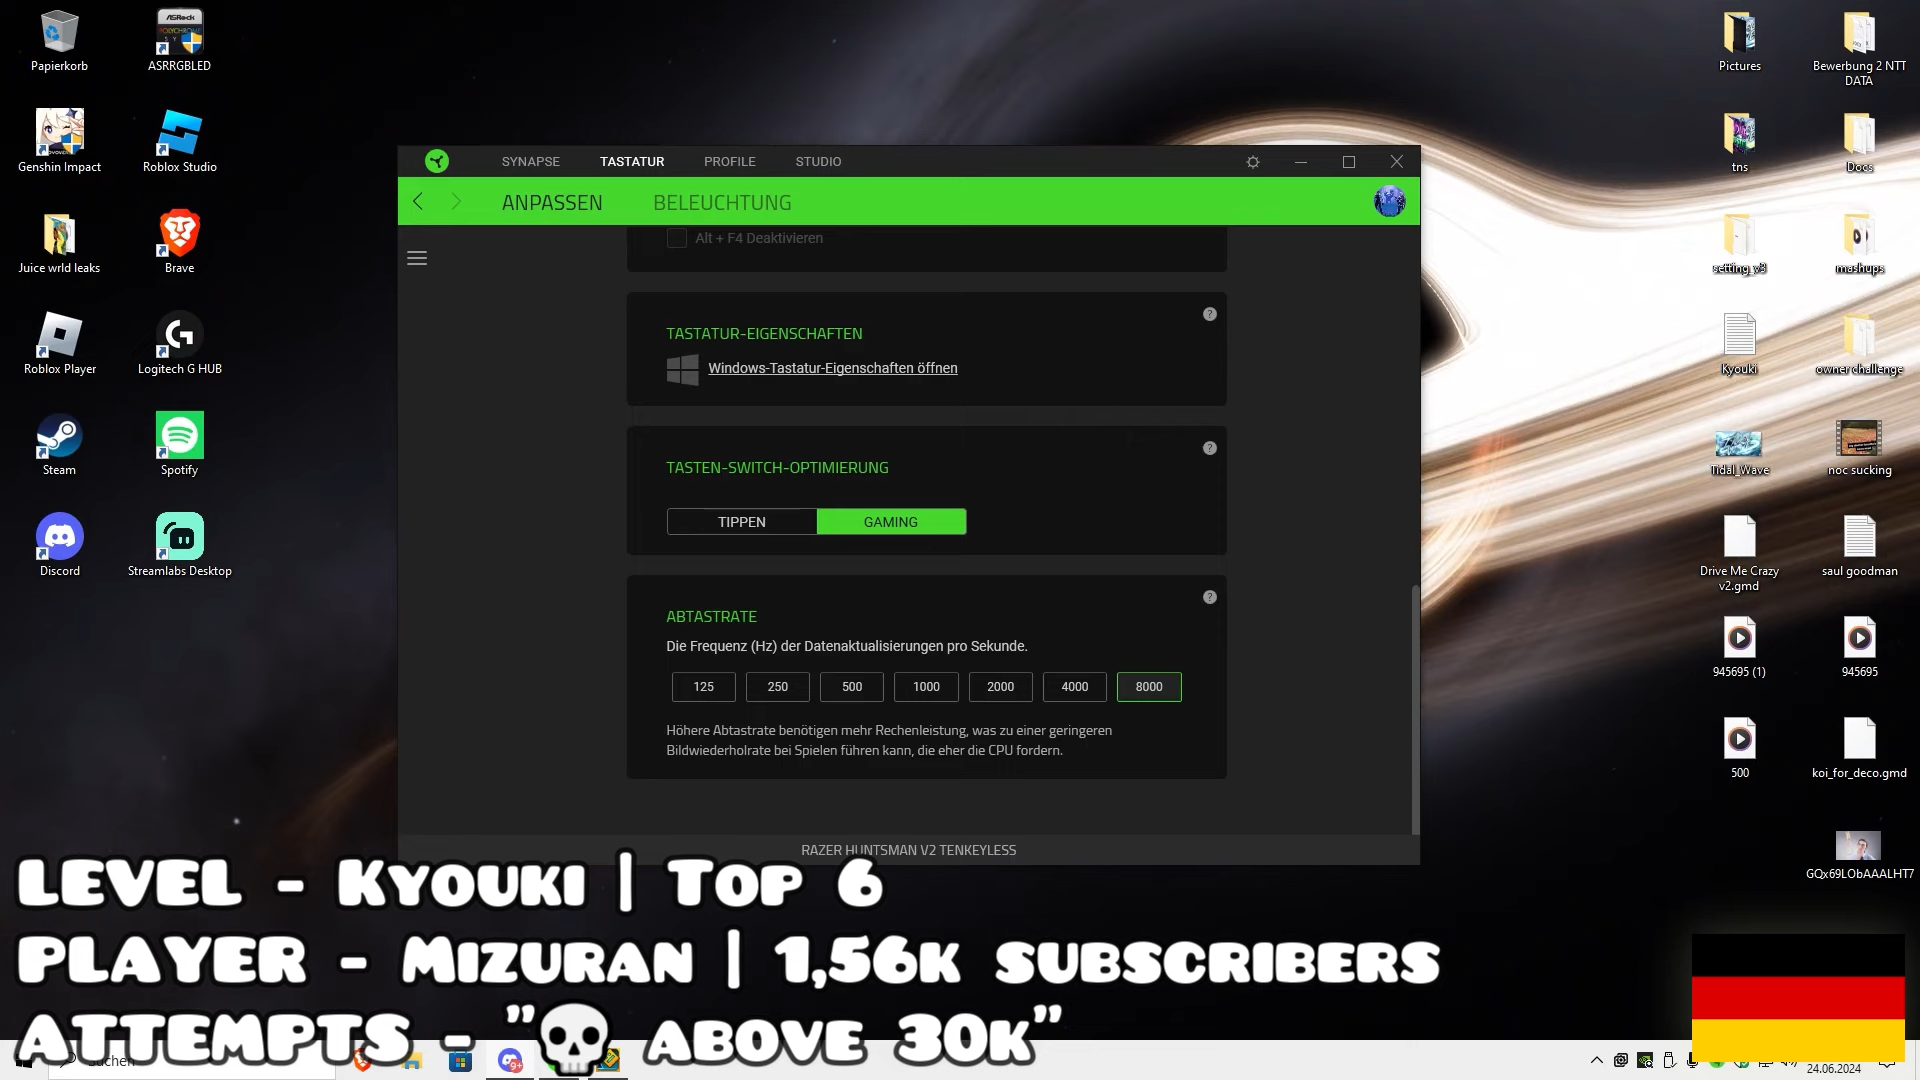 Papierkorb
ASRock
POLYCHROME
ASRRGBLED
Genshin Impact
Roblox Studio
Juice wrld leaks
Brave
Roblox Player
Logitech G HUB
Steam
Spotify
Discord
Streamlabs Desktop
SYNAPSE
TASTATUR
PROFILE
STUDIO
ANPASSEN
BELEUCHTUNG
Alt + F4 Deaktivieren
TASTATUR-EIGENSCHAFTEN
?
Windows-Tastatur-Eigenschaften öffnen
TASTEN-SWITCH-OPTIMIERUNG
?
TIPPEN
GAMING
ABTASTRATE
?
Die Frequenz (Hz) der Datenaktualisierungen pro Sekunde.
125 250 500 1000 2000 4000 8000
Höhere Abtastrate benötigen mehr Rechenleistung, was zu einer geringeren
Bildwiederholrate bei Spielen führen kann, die eher die CPU fordern.
RAZER HUNTSMAN V2 TENKEYLESS
Pictures
Bewerbung 2 NTT
DATA
tns
Docs
setting_v3
mashups
Kyouki
owner challenge
Tidal_Wave
noc sucking
Drive Me Crazy
v2.gmd
saul goodman
945695 (1)
945695
500
koi_for_deco.gmd
GQx69LObAAALHT7
LEVEL - KYOUKI | TOP 6
PLAYER - MIZURAN | 1,56K SUBSCRIBERS
ATTEMPTS - "💀 ABOVE 30K"
Suchen
9+
24.06.2024